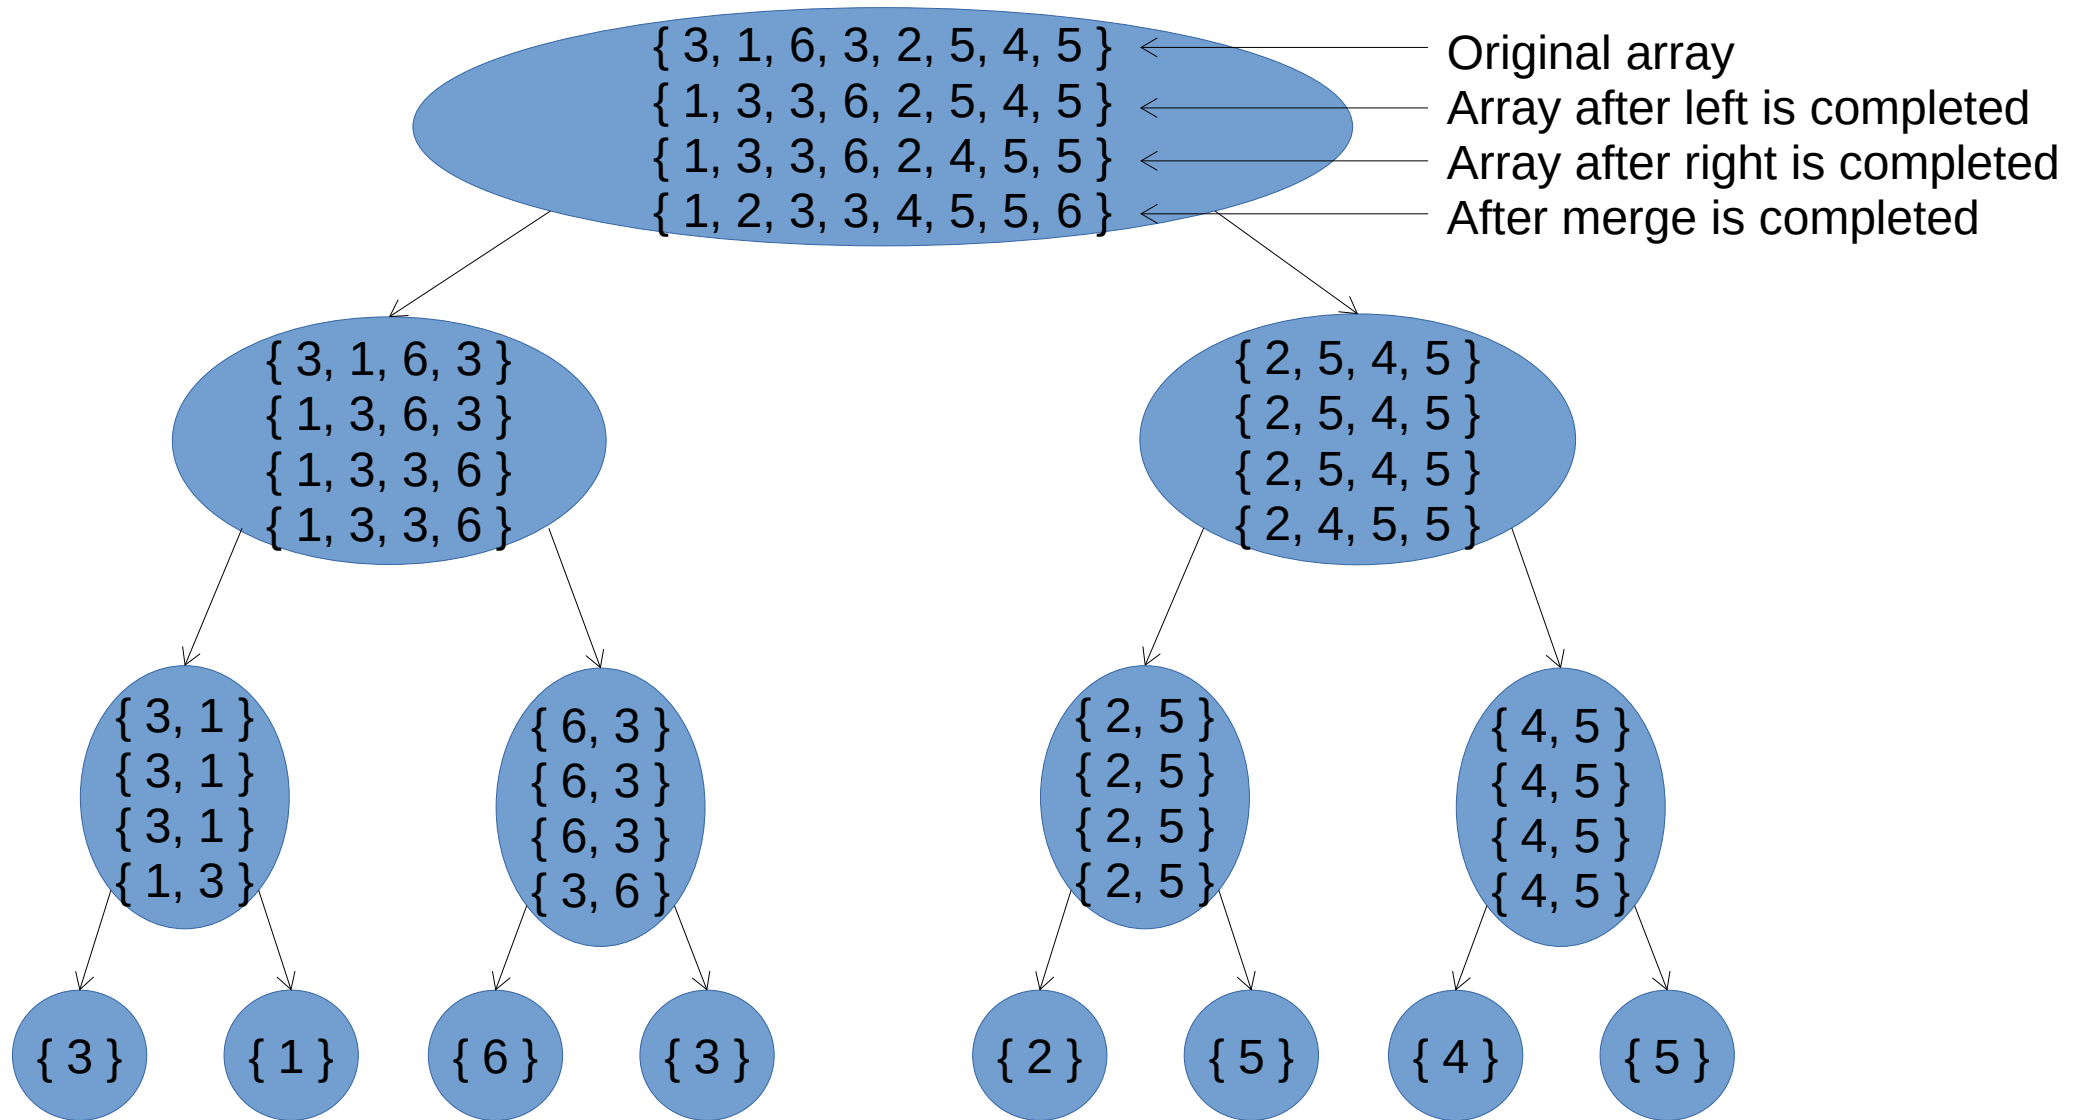 { 3, 1, 6, 3, 2, 5, 4, 5 }
Original array
{ 1, 3, 3, 6, 2, 5, 4, 5 }
Array after left is completed
{ 1, 3, 3, 6, 2, 4, 5, 5 }
Array after right is completed
{ 1, 2, 3, 3, 4, 5, 5, 6 }
After merge is completed
{ 3, 1, 6, 3 }
{ 1, 3, 6, 3 }
{ 1, 3, 3, 6 }
{ 1, 3, 3, 6 }
{ 2, 5, 4, 5 }
{ 2, 5, 4, 5 }
{ 2, 5, 4, 5 }
{ 2, 4, 5, 5 }
{ 3, 1 }
{ 3, 1 }
{ 3, 1 }
{ 1, 3 }
{ 6, 3 }
{ 6, 3 }
{ 6, 3 }
{ 3, 6 }
{ 2, 5 }
{ 2, 5 }
{ 2, 5 }
{ 2, 5 }
{ 4, 5 }
{ 4, 5 }
{ 4, 5 }
{ 4, 5 }
{ 3 }
{ 1 }
{ 6 }
{ 3 }
{ 2 }
{ 5 }
{ 4 }
{ 5 }